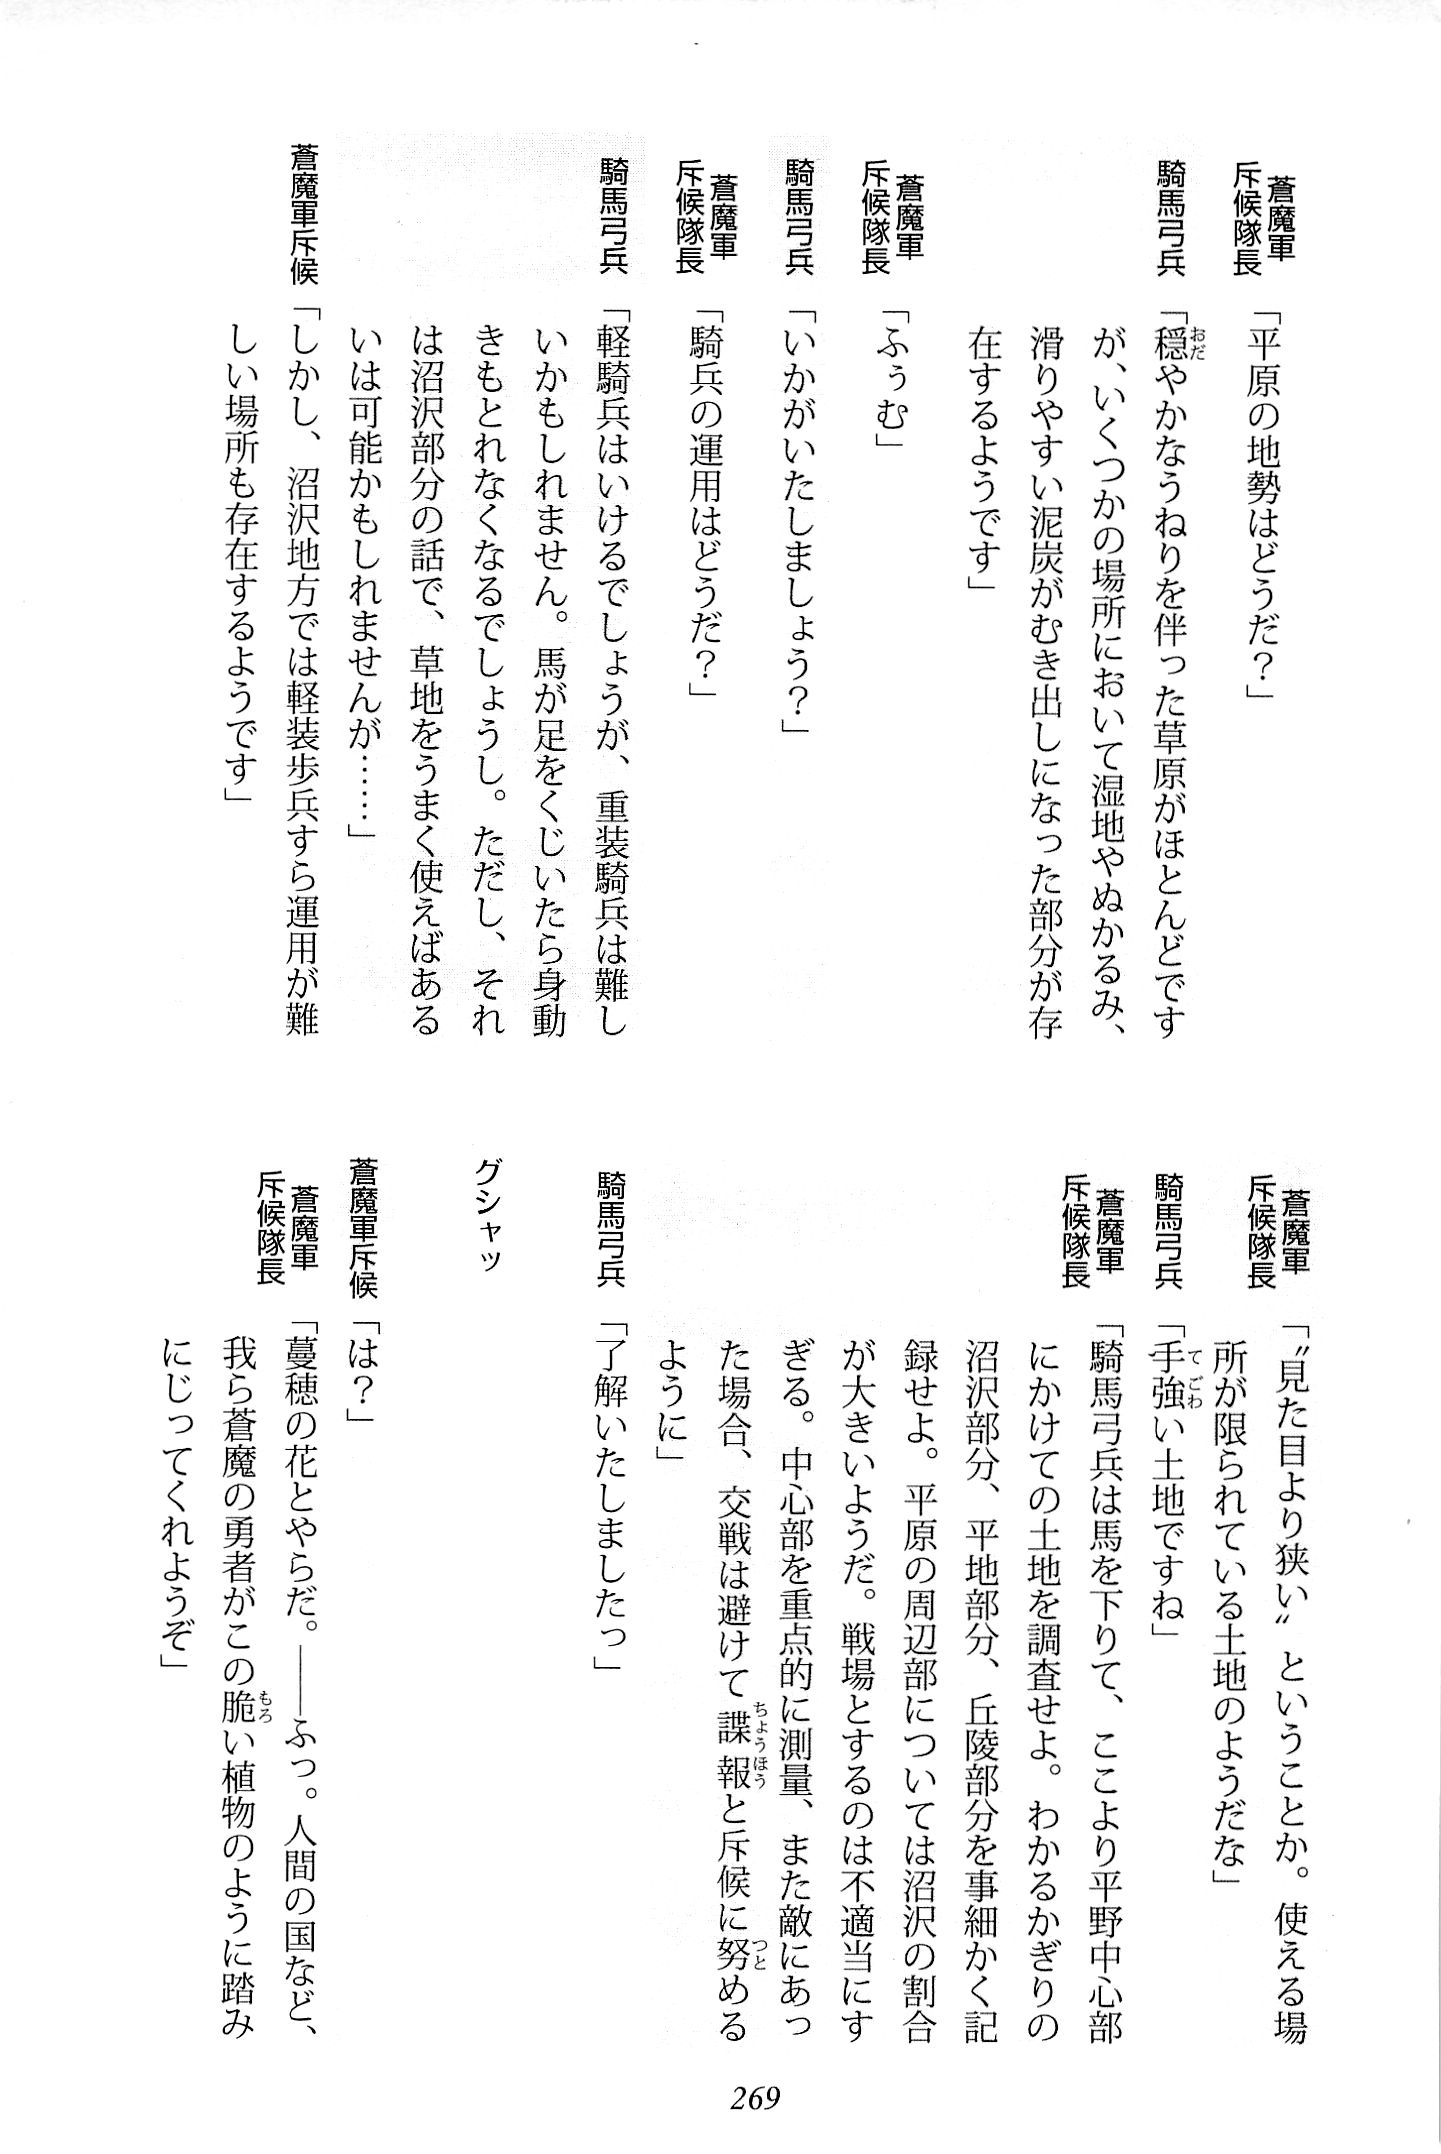 蒼魔軍斥候隊長「平原の地勢はどうだ？」
騎馬弓兵「穏やかなうねりを伴った草原がほとんどです
が、いくつかの場所において湿地やぬかるみ、
滑りやすい泥炭がむき出しになった部分が存
在するようです」
蒼魔軍斥候隊長「ふぅむ」
騎馬弓兵「いかがいたしましょう？」
蒼魔軍斥候隊長「騎兵の運用はどうだ？」
騎馬弓兵「軽騎兵はいけるでしょうが、重装騎兵は難し
いかもしれません。馬が足をくじいたら身動
きもとれなくなるでしょうし。ただし、それ
は沼沢部分の話で、草地をうまく使えばある
いは可能かもしれませんが……」
蒼魔軍斥候「しかし、沼沢地方では軽装歩兵すら運用が難
しい場所も存在するようです」
蒼魔軍斥候隊長「〝見た目より狭い〟ということか。使える場
所が限られている土地のようだな」
騎馬弓兵「手強い土地ですね」
蒼魔軍斥候隊長「騎馬弓兵は馬を下りて、ここより平野中心部
にかけての土地を調査せよ。わかるかぎりの
沼沢部分、平地部分、丘陵部分を事細かく記
録せよ。平原の周辺部については沼沢の割合
が大きいようだ。戦場とするのは不適当にす
ぎる。中心部を重点的に測量、また敵にあっ
た場合、交戦は避けて諜報と斥候に努める
ように」
騎馬弓兵「了解いたしましたっ」
グシャッ
蒼魔軍斥候「は？」
蒼魔軍斥候隊長「蔓穂の花とやらだ。――ふっ。人間の国など、
我ら蒼魔の勇者がこの脆い植物のように踏み
にじってくれようぞ」
269